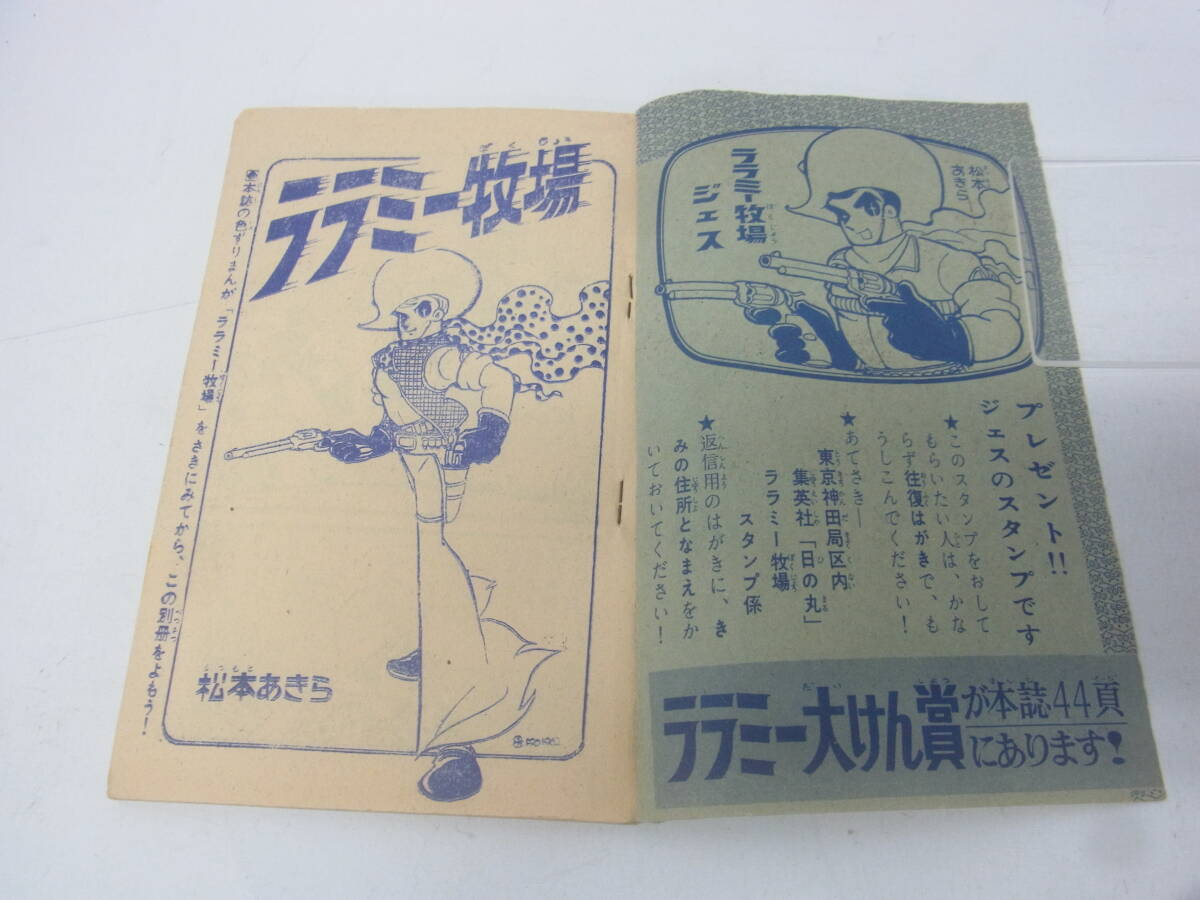 プレゼント!!
ジェスのスタンプです
★このスタンプをおして
もらいたい人は、かな
らず往復はがきで、も
うしこんでください!
★あてさき―
東京神田局区内
集英社「日の丸」
ララミー牧場
スタンプ係
★返信用のはがきに、き
みの住所となまえをか
いておいてください!
松本
あきら
ララミー牧場
ジェス
ララミー大けん賞が本誌44頁
にあります!
ララミー牧場
本誌の色ずりまんが「ララミー牧場」をさきにみてから、この別冊をよもう!
松本あきら